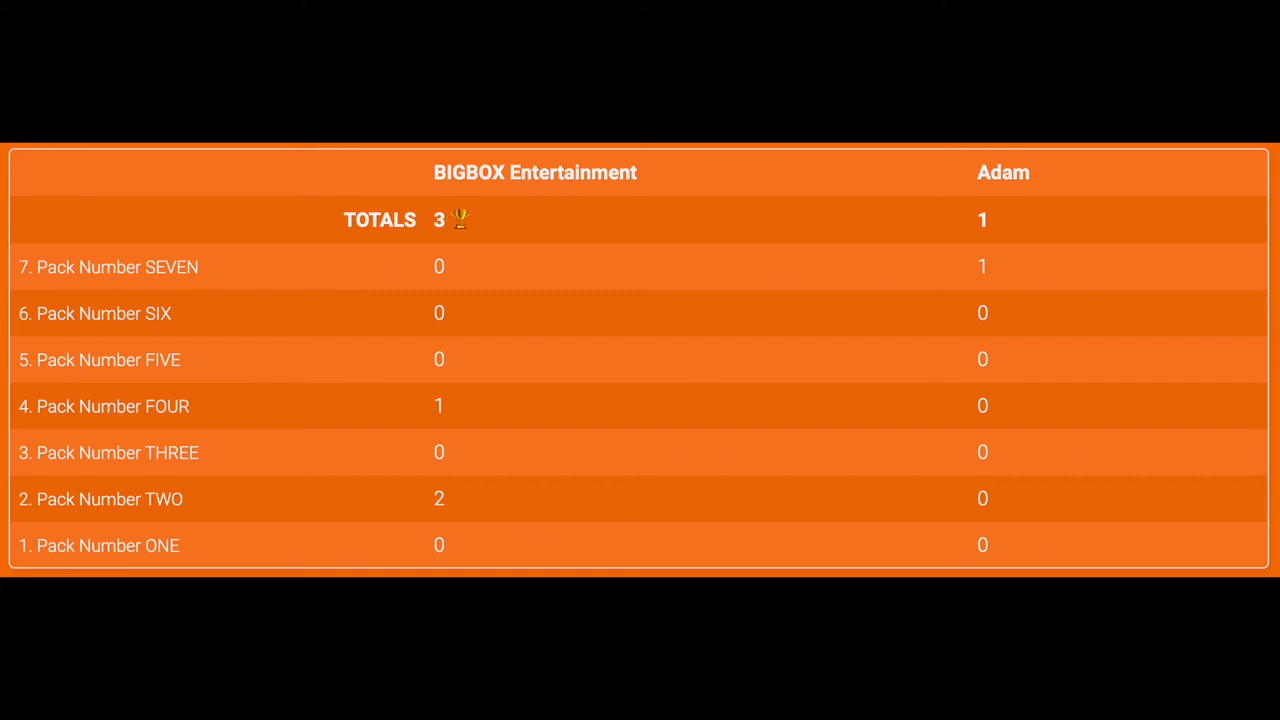 BIGBOX Entertainment Adam
TOTALS 3🏆 1
7. Pack Number SEVEN 0 1
6. Pack Number SIX 0 0
5. Pack Number FIVE 0 0
4. Pack Number FOUR 1 0
3. Pack Number THREE 0 0
2. Pack Number TWO 2 0
1. Pack Number ONE 0 0